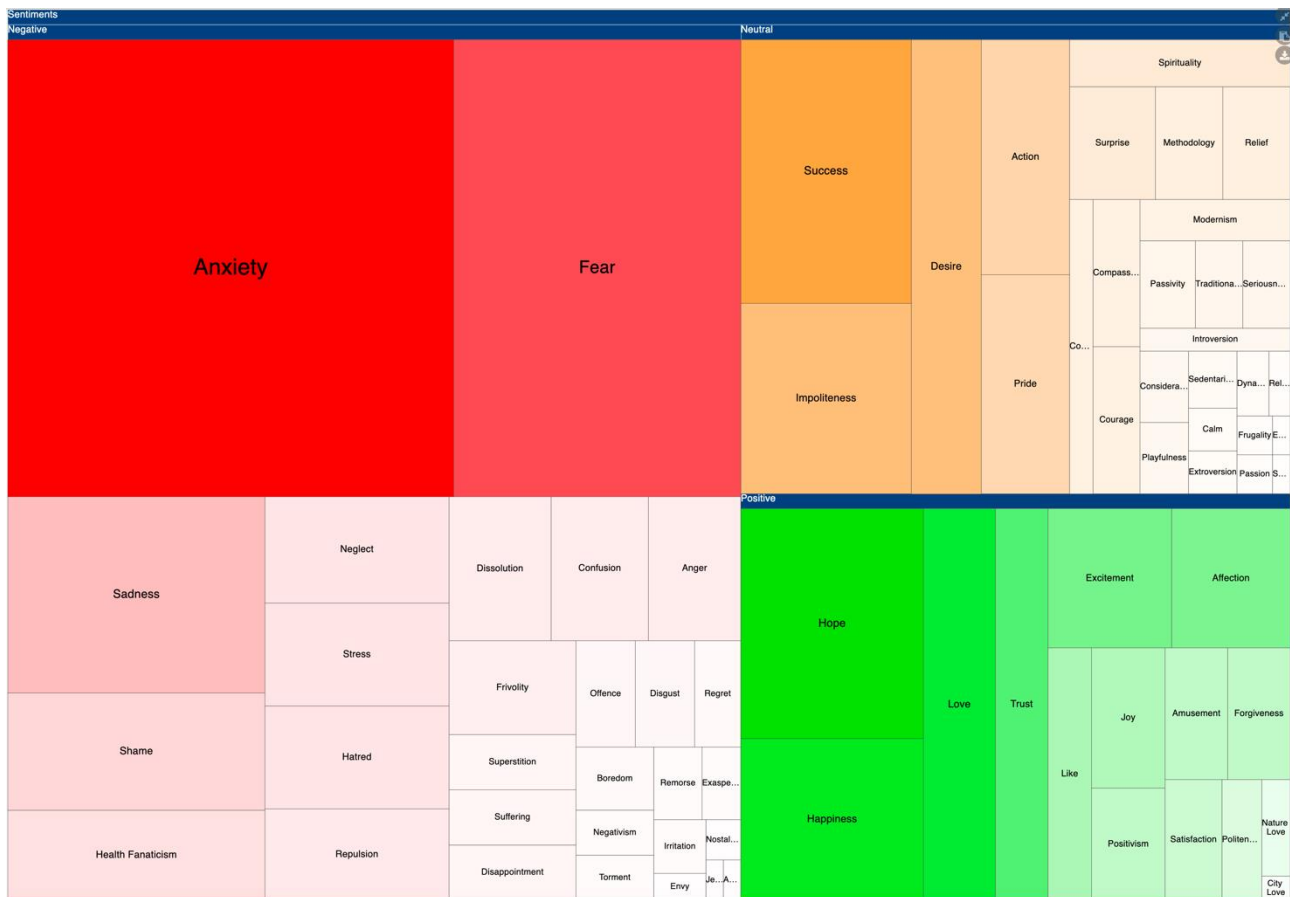 Sentiments
Negative
Anxiety
Fear
Sadness
Shame
Health Fanaticism
Neglect
Stress
Hatred
Repulsion
Dissolution
Confusion
Anger
Frivolity
Superstition
Suffering
Disappointment
Offence
Disgust
Regret
Boredom
Negativism
Torment
Remorse
Exaspe...
Irritation
Nostal...
Envy
Je...
A...
Neutral
Success
Impoliteness
Desire
Action
Pride
Spirituality
Surprise
Methodology
Relief
Co...
Compass...
Courage
Modernism
Passivity
Traditiona...
Seriousn...
Introversion
Considera...
Playfulness
Sedentari...
Calm
Extroversion
Dyna...
Rel...
Frugality
E...
Passion
S...
Positive
Hope
Happiness
Love
Trust
Excitement
Affection
Like
Joy
Positivism
Amusement
Forgiveness
Satisfaction
Politen...
Nature
Love
City
Love